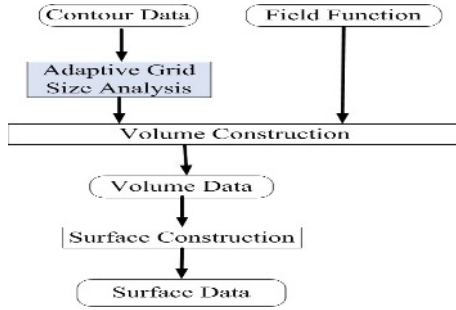 Contour Data
Field Function
Adaptive Grid
Size Analysis
Volume Construction
Volume Data
Surface Construction
Surface Data